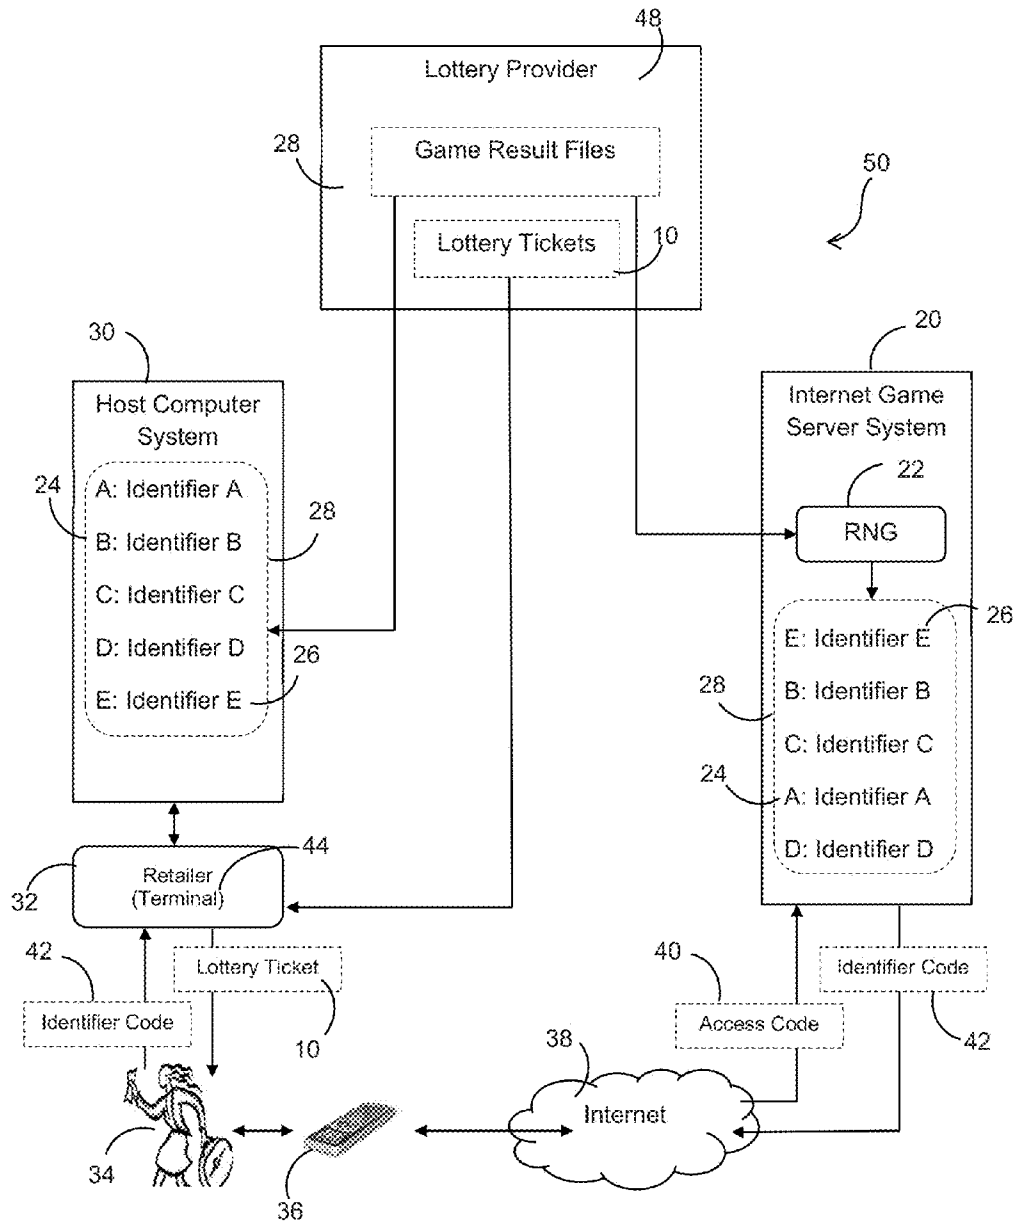 48
Lottery Provider
28
Game Result Files
50
Lottery Tickets
10
30
20
Host Computer
System
Internet Game
Server System
24
A: Identifier A
28
B: Identifier B
C: Identifier C
D: Identifier D
26
E: Identifier E
22
RNG
26
E: Identifier E
28
B: Identifier B
C: Identifier C
24
A: Identifier A
D: Identifier D
44
32
Retailer
(Terminal)
42
Lottery Ticket
Identifier Code
10
40
Identifier Code
Access Code
42
38
Internet
34
36